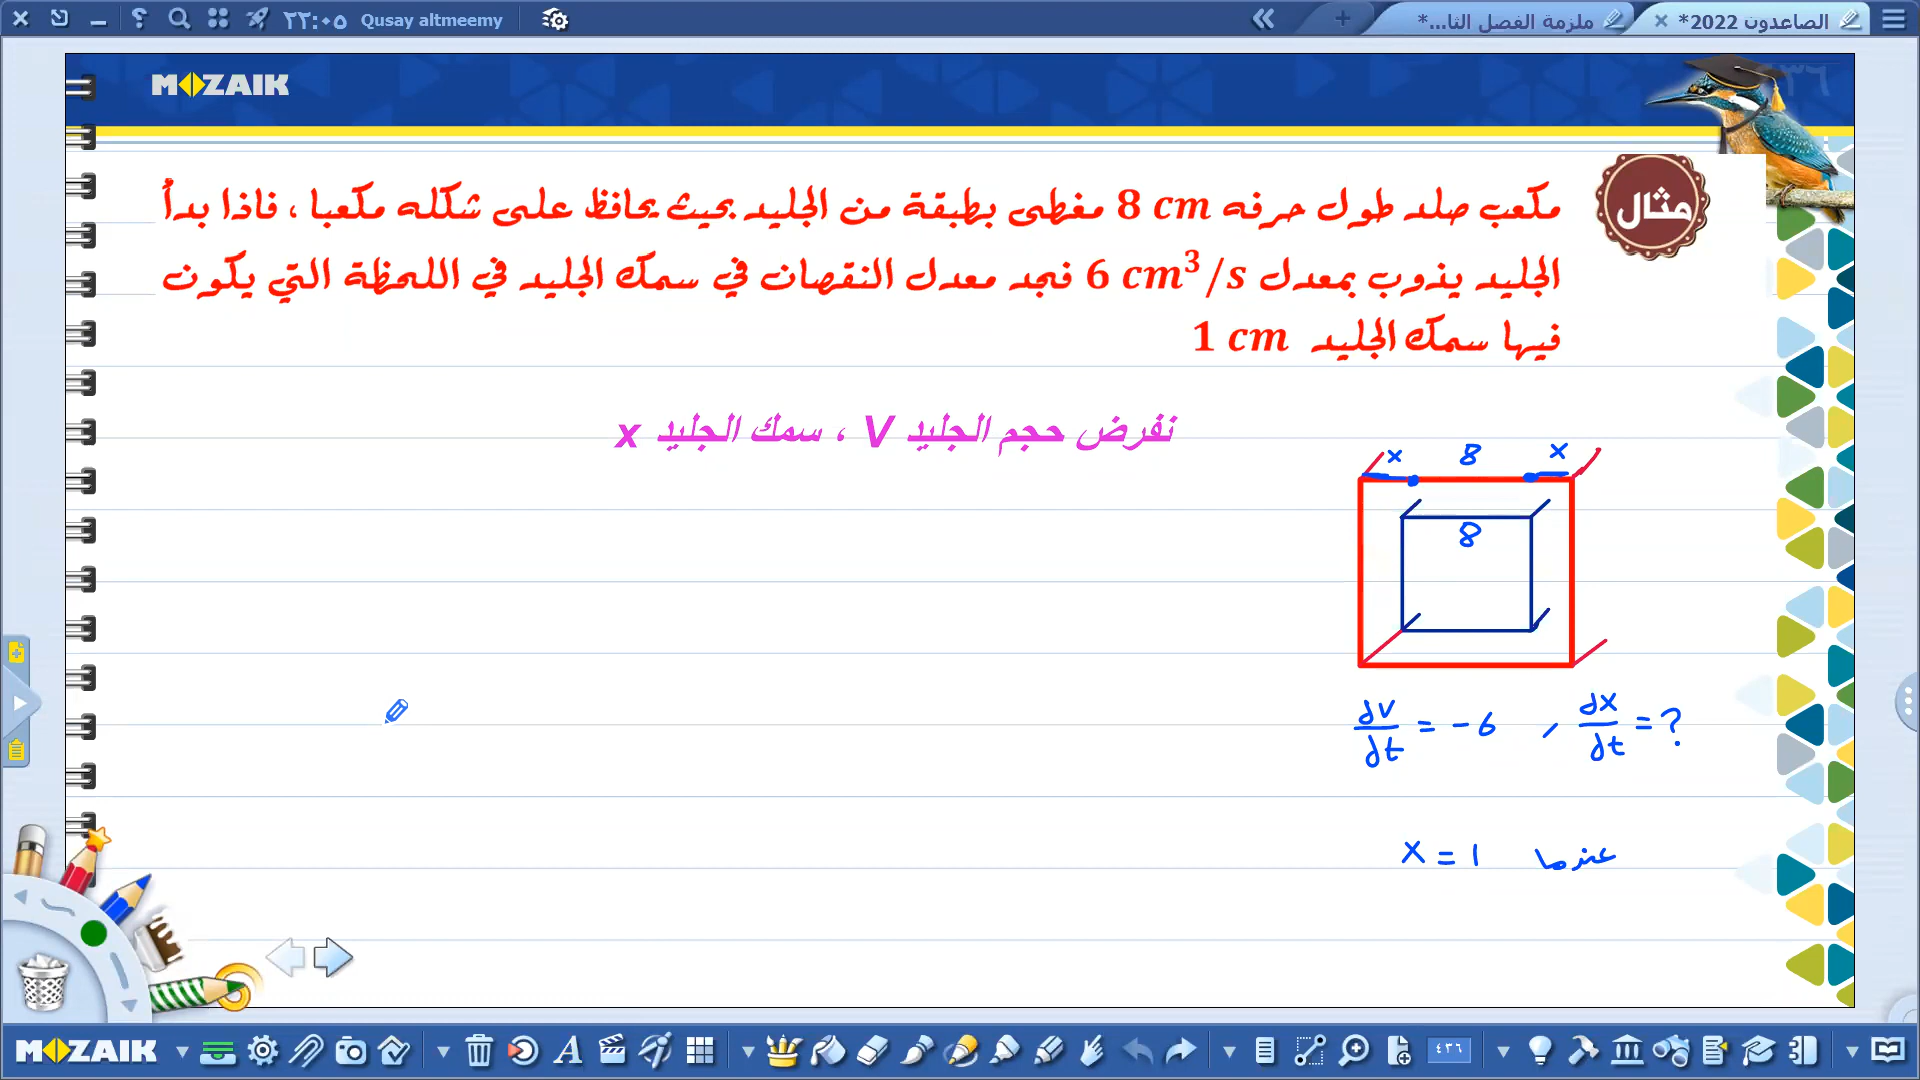 ٢٢:٠٥ Qusay altmeemy
ملزمة الفصل الثا...*
الصاعدون 2022*
MOZAIK
٤٣٦
مثال
مكعب صلد طول حرفه 8 cm مغطى بطبقة من الجليد بحيث يحافظ على شكله مكعبا ، فاذا بدأ
الجليد يذوب بمعدل 6 cm³/s فجد معدل النقصان في سمك الجليد في اللحظة التي يكون
فيها سمك الجليد 1 cm
نفرض حجم الجليد V ، سمك الجليد x
x 8 x
8
dV/dt = -6 , dx/dt = ?
عندما x = 1
MOZAIK
٤٣٦